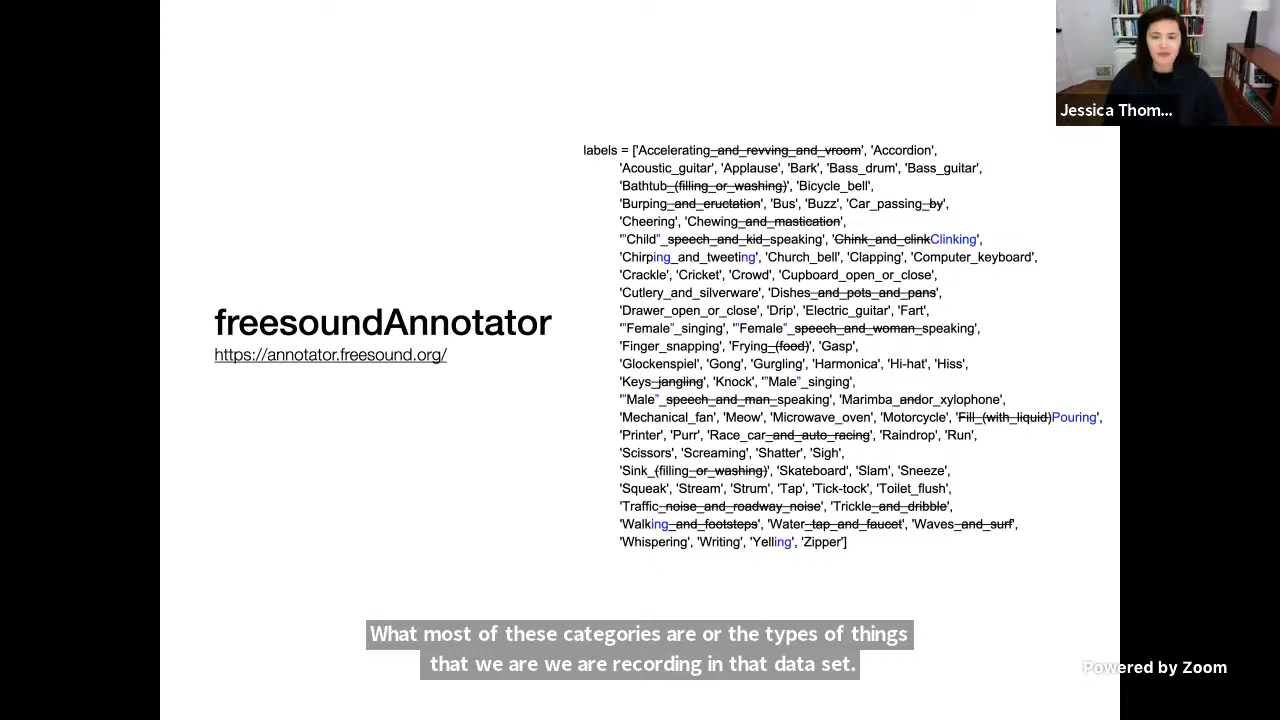 Jessica Thom...
freesoundAnnotator
https://annotator.freesound.org/
labels = ['Accelerating_and_revving_and_vroom', 'Accordion',
'Acoustic_guitar', 'Applause', 'Bark', 'Bass_drum', 'Bass_guitar',
'Bathtub_(filling_or_washing)', 'Bicycle_bell',
'Burping_and_eructation', 'Bus', 'Buzz', 'Car_passing_by',
'Cheering', 'Chewing_and_mastication',
'"Child"_speech_and_kid_speaking', 'Chink_and_clinkClinking',
'Chirping_and_tweeting', 'Church_bell', 'Clapping', 'Computer_keyboard',
'Crackle', 'Cricket', 'Crowd', 'Cupboard_open_or_close',
'Cutlery_and_silverware', 'Dishes_and_pots_and_pans',
'Drawer_open_or_close', 'Drip', 'Electric_guitar', 'Fart',
'"Female"_singing', '"Female"_speech_and_woman_speaking',
'Finger_snapping', 'Frying_(food)', 'Gasp',
'Glockenspiel', 'Gong', 'Gurgling', 'Harmonica', 'Hi-hat', 'Hiss',
'Keys_jangling', 'Knock', '"Male"_singing',
'"Male"_speech_and_man_speaking', 'Marimba_andor_xylophone',
'Mechanical_fan', 'Meow', 'Microwave_oven', 'Motorcycle', 'Fill_(with_liquid)Pouring',
'Printer', 'Purr', 'Race_car_and_auto_racing', 'Raindrop', 'Run',
'Scissors', 'Screaming', 'Shatter', 'Sigh',
'Sink_(filling_or_washing)', 'Skateboard', 'Slam', 'Sneeze',
'Squeak', 'Stream', 'Strum', 'Tap', 'Tick-tock', 'Toilet_flush',
'Traffic_noise_and_roadway_noise', 'Trickle_and_dribble',
'Walking_and_footsteps', 'Water_tap_and_faucet', 'Waves_and_surf',
'Whispering', 'Writing', 'Yelling', 'Zipper']
What most of these categories are or the types of things
that we are we are recording in that data set.
Powered by Zoom